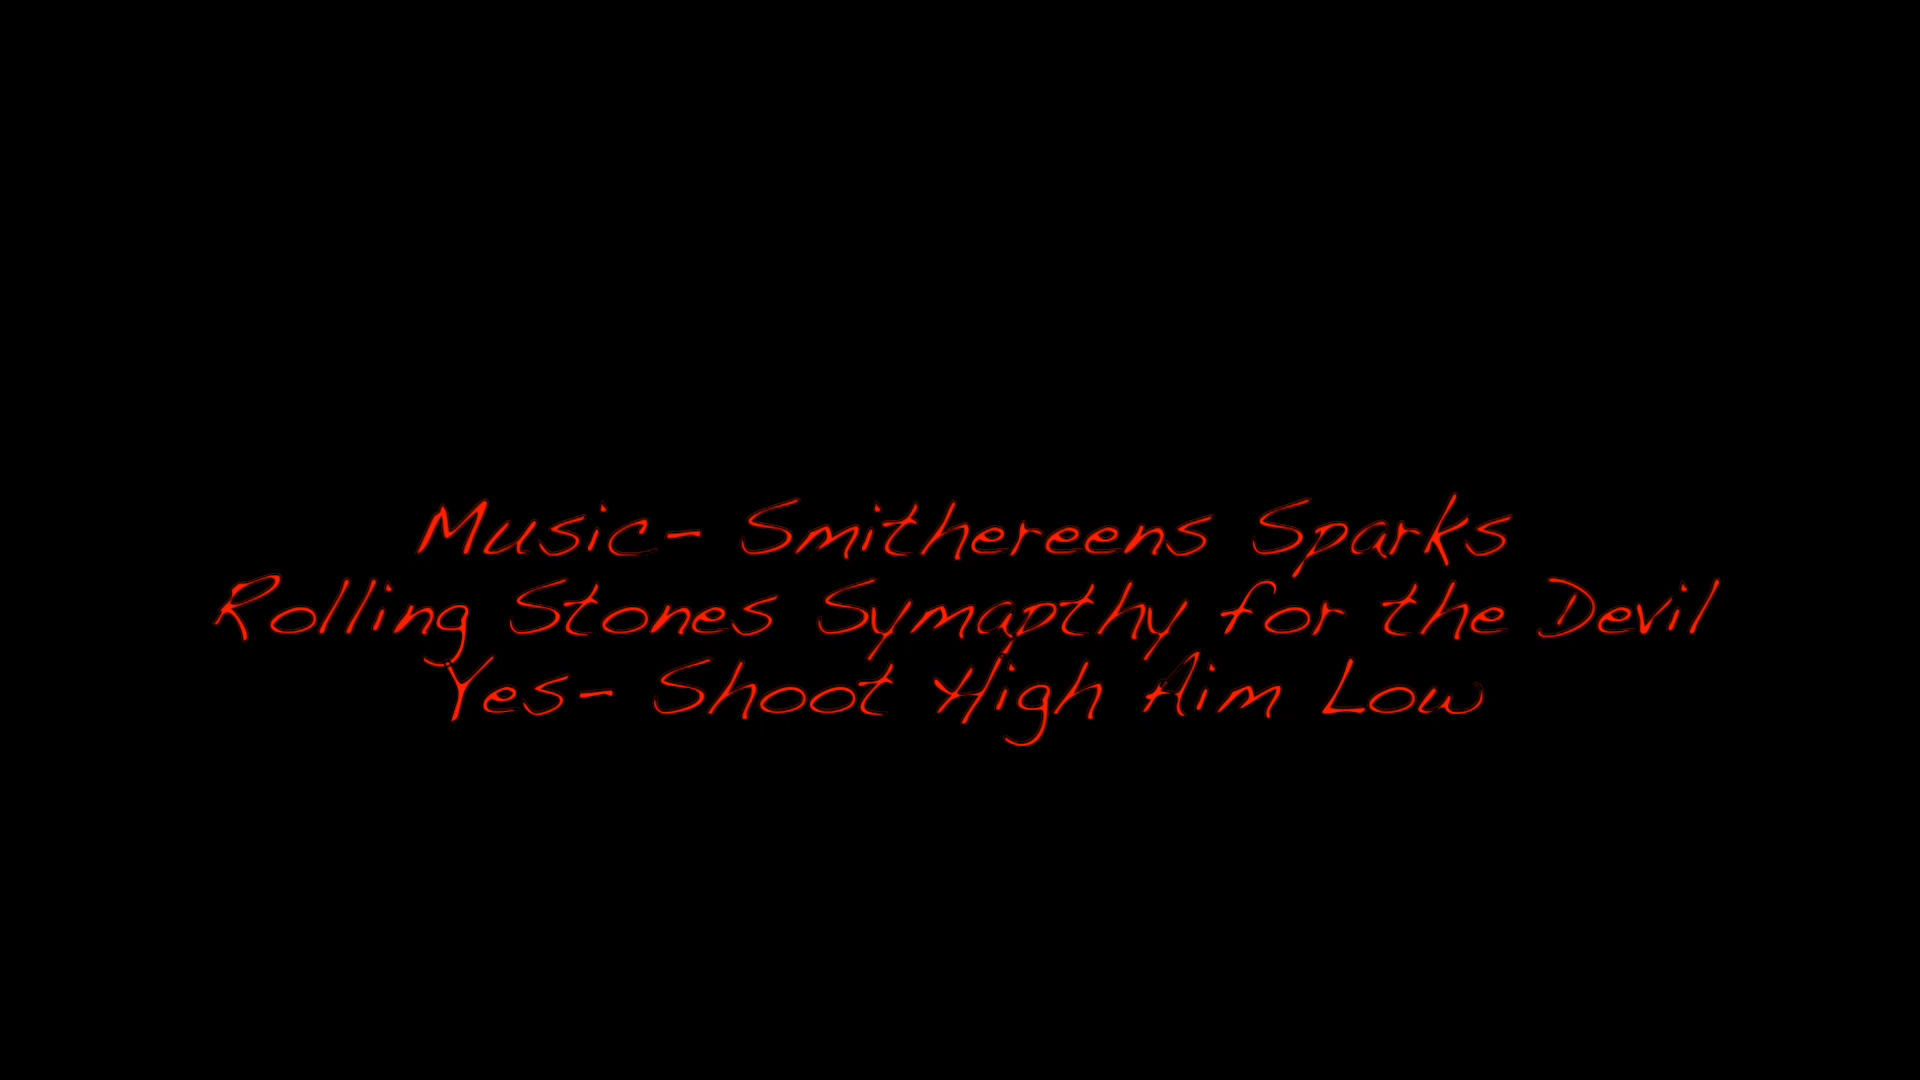 Music- Smithereens Sparks
Rolling Stones Symapthy for the Devil
Yes- Shoot High Aim Low